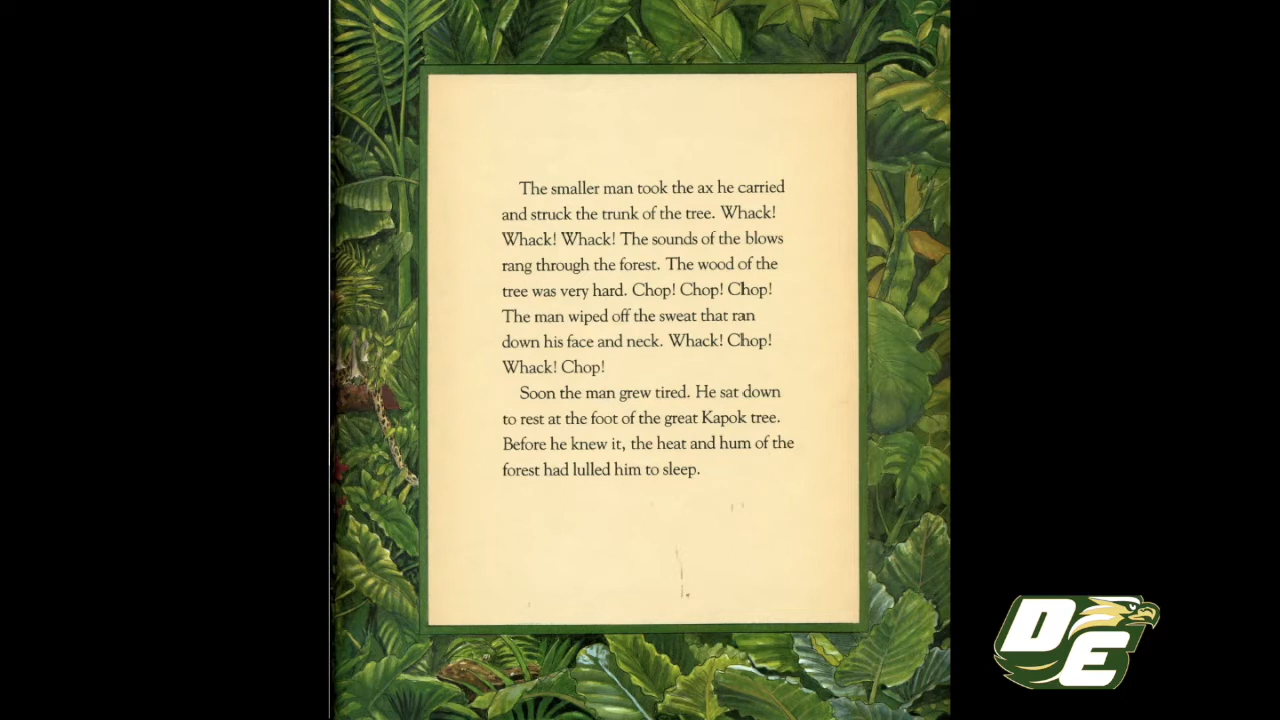 The smaller man took the ax he carried
and struck the trunk of the tree. Whack!
Whack! Whack! The sounds of the blows
rang through the forest. The wood of the
tree was very hard. Chop! Chop! Chop!
The man wiped off the sweat that ran
down his face and neck. Whack! Chop!
Whack! Chop!
Soon the man grew tired. He sat down
to rest at the foot of the great Kapok tree.
Before he knew it, the heat and hum of the
forest had lulled him to sleep.
DE